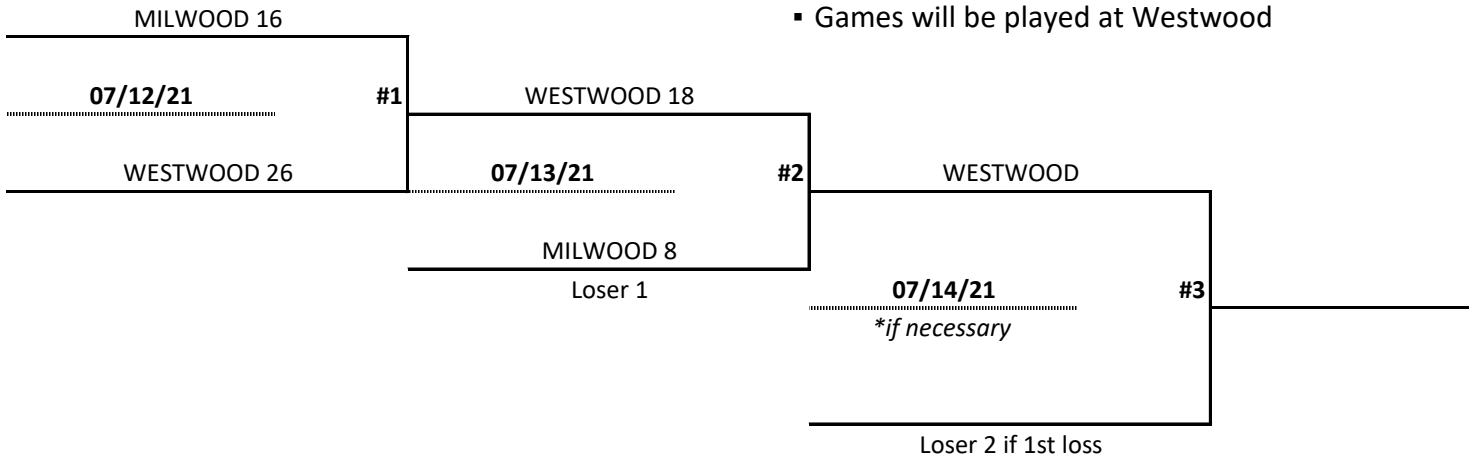 MILWOOD 16
▪ Games will be played at Westwood
07/12/21 #1
WESTWOOD 18
WESTWOOD 26
07/13/21 #2
WESTWOOD
MILWOOD 8
Loser 1
07/14/21 #3
*if necessary
Loser 2 if 1st loss